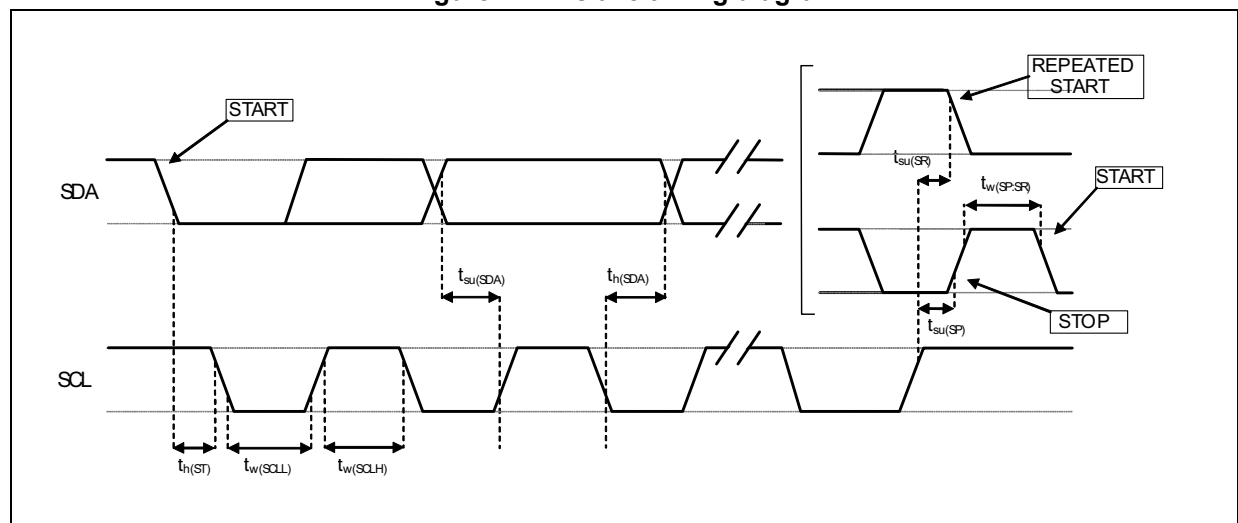 REPEATED
START
START
SDA
tsu(SR)
tw(SP:SR)
START
tsu(SDA)
th(SDA)
tsu(SP)
STOP
SCL
th(ST)
tw(SCLL)
tw(SCLH)